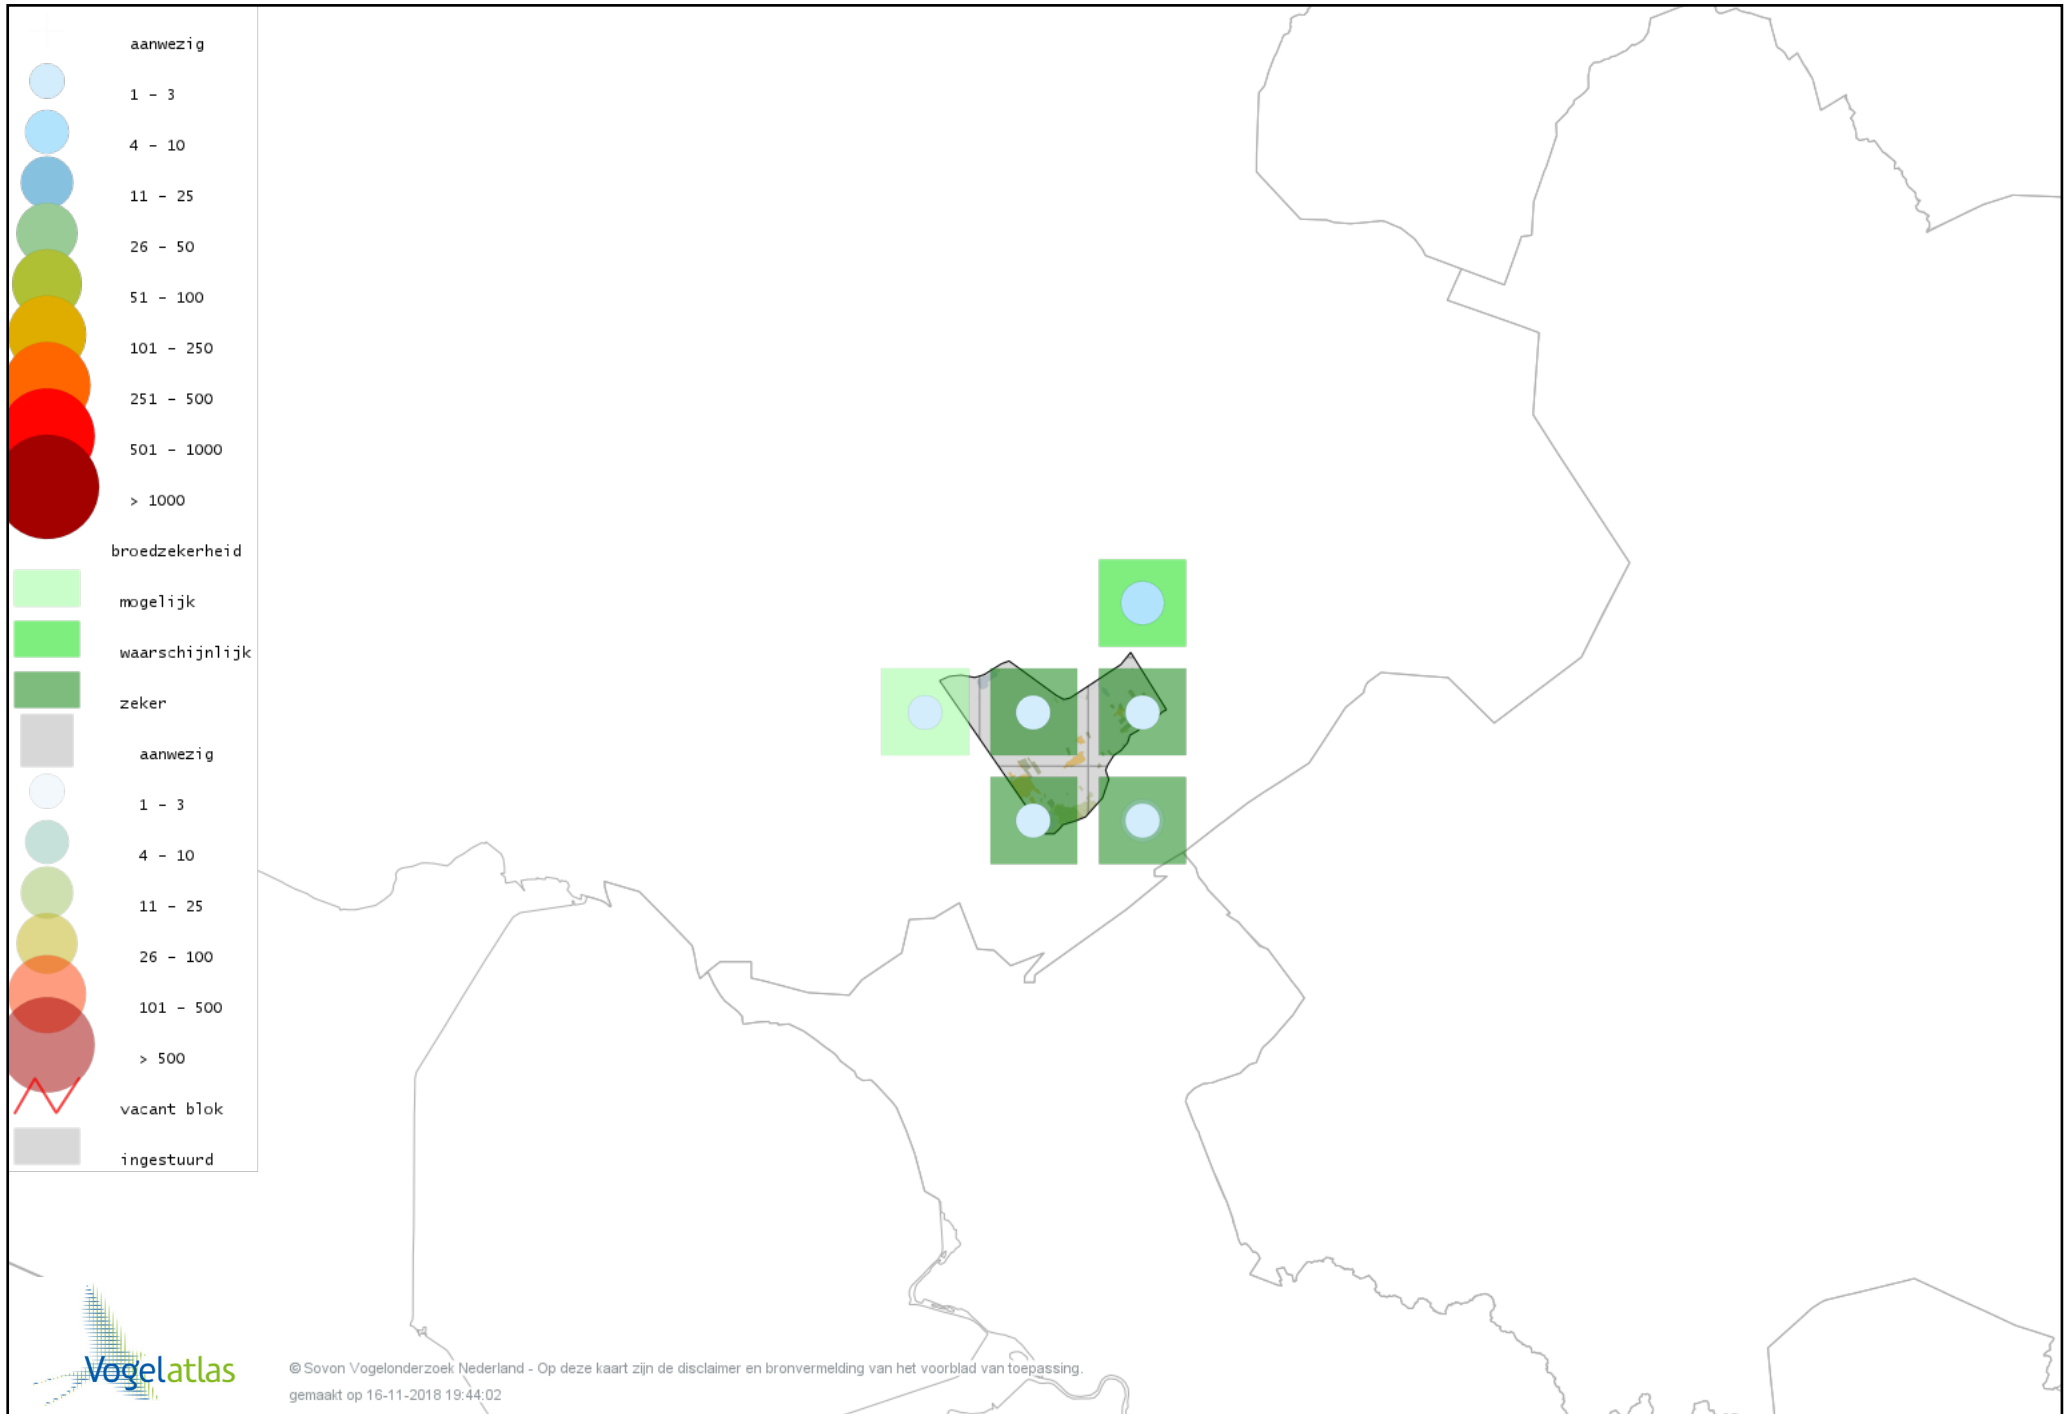 aanwezig
1 - 3
4 - 10
11 - 25
26 - 50
51 - 100
101 - 250
251 - 500
501 - 1000
> 1000
broedzekerheid
mogelijk
waarschijnlijk
zeker
aanwezig
1 - 3
4 - 10
11 - 25
26 - 100
101 - 500
> 500
vacant blok
ingestuurd
Vogelatlas
© Sovon Vogelonderzoek Nederland - Op deze kaart zijn de disclaimer en bronvermelding van het voorblad van toepassing.
gemaakt op 16-11-2018 19:44:02